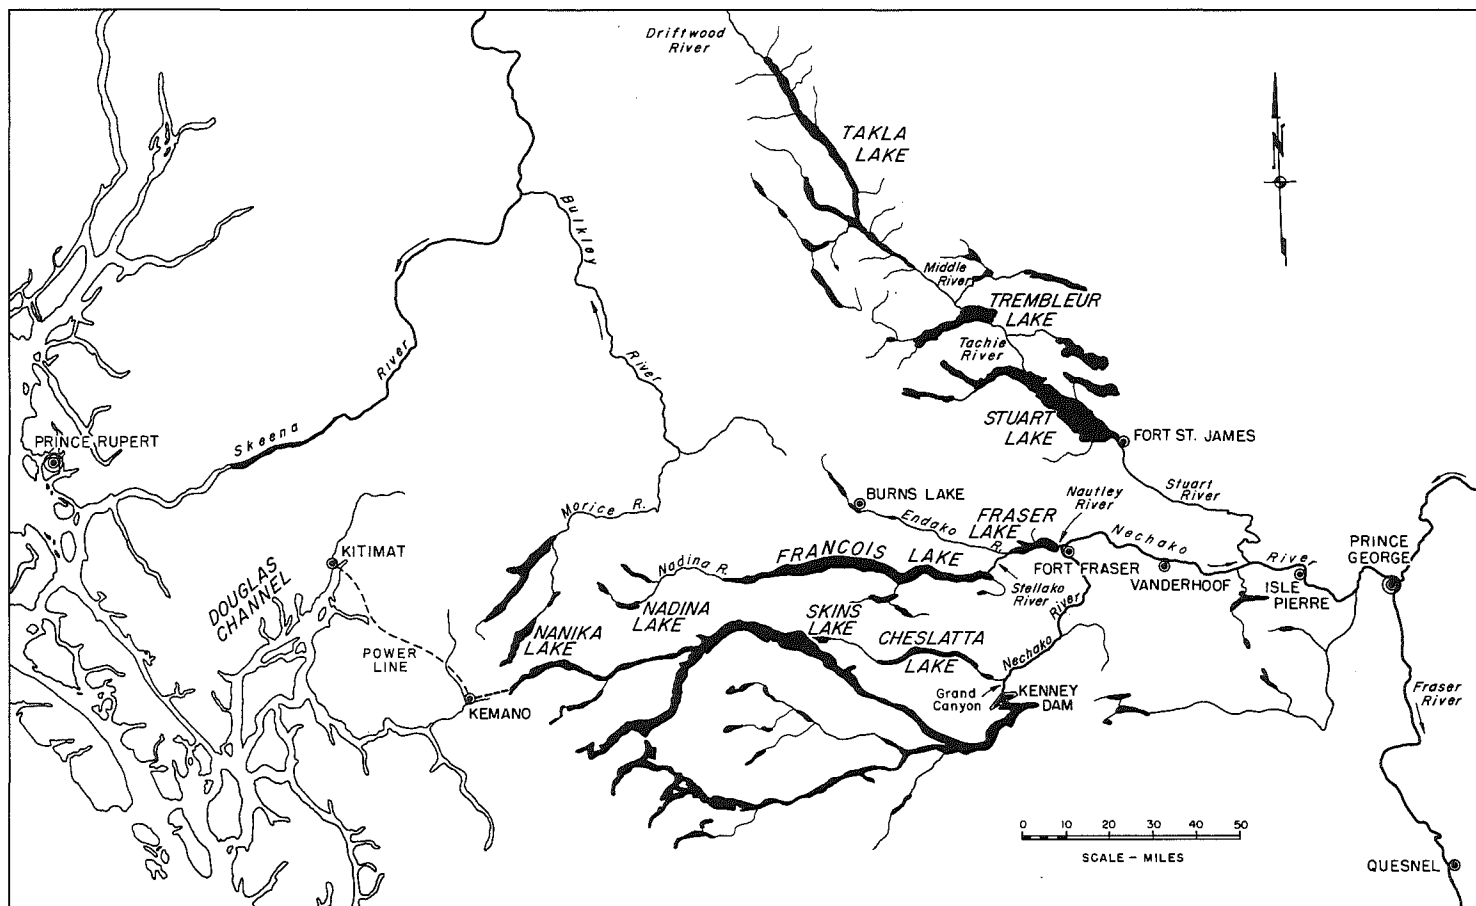 Driftwood
River
N
TAKLA
LAKE
Bulkley
River
Middle
River
TREMBLEUR
LAKE
Tachie
River
Skeena
River
STUART
LAKE
FORT ST. JAMES
PRINCE RUPERT
Stuart
River
BURNS LAKE
Nautley
River
Morice R.
Endako
R.
FRASER
LAKE
Nechako
River
PRINCE
GEORGE
KITIMAT
FRANCOIS LAKE
Nadina R.
FORT FRASER
VANDERHOOF
ISLE
PIERRE
DOUGLAS
CHANNEL
Stellako
River
NADINA
LAKE
SKINS
LAKE
NANIKA
LAKE
CHESLATTA
LAKE
Nechako
River
POWER
LINE
KEMANO
Grand
Canyon
KENNEY
DAM
Fraser
River
0 10 20 30 40 50
SCALE – MILES
QUESNEL